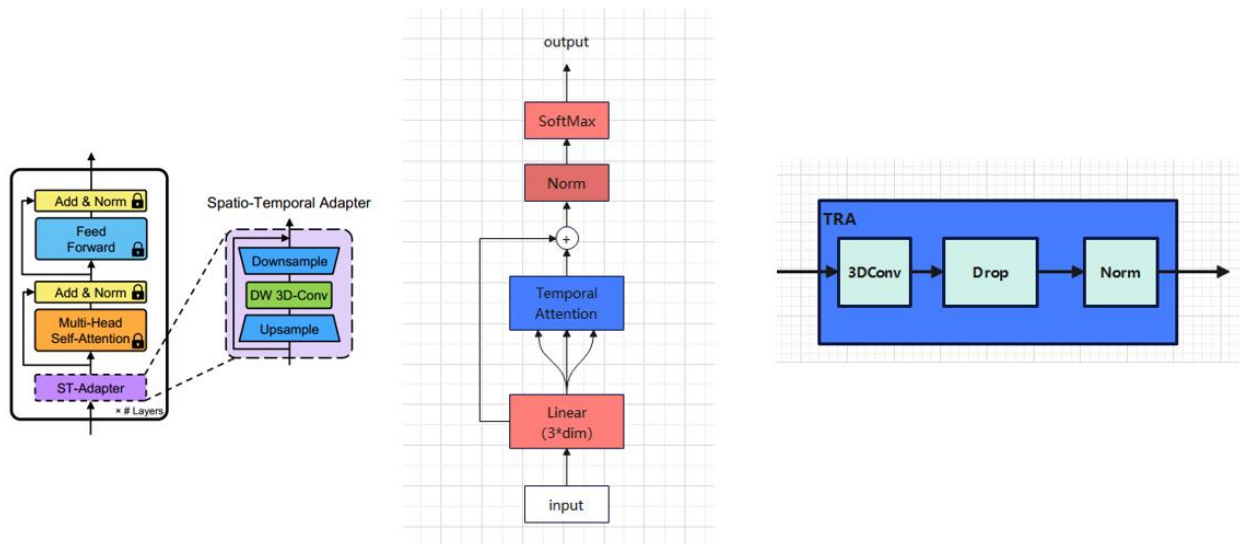 Add & Norm
Feed
Forward
Add & Norm
Multi-Head
Self-Attention
ST-Adapter
× # Layers
Spatio-Temporal Adapter
Downsample
DW 3D-Conv
Upsample
output
SoftMax
Norm
+
Temporal
Attention
Linear
(3*dim)
input
TRA
3DConv
Drop
Norm